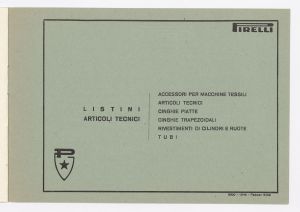 PIRELLI
LISTINI
ARTICOLI TECNICI
ACCESSORI PER MACCHINE TESSILI
ARTICOLI TECNICI
CINGHIE PIATTE
CINGHIE TRAPEZOIDALI
RIVESTIMENTI DI CILINDRI E RUOTE
TUBI
P